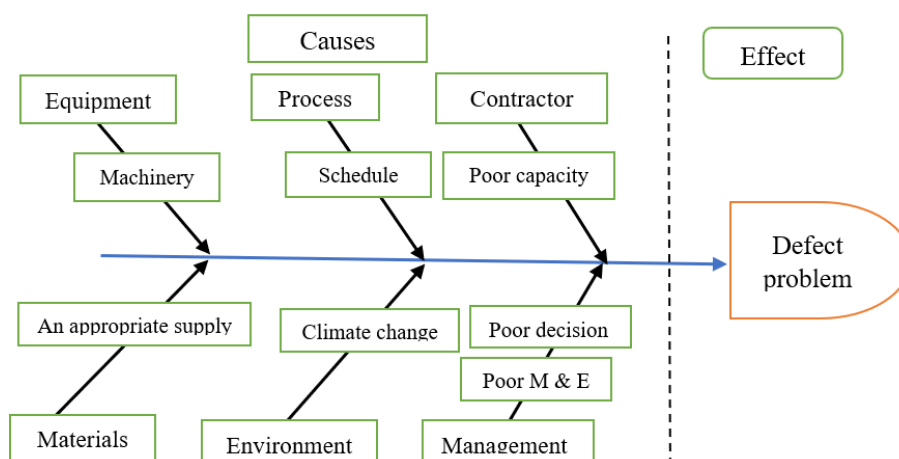 Causes
Effect
Equipment
Process
Contractor
Machinery
Schedule
Poor capacity
Defect
problem
An appropriate supply
Climate change
Poor decision
Poor M & E
Materials
Environment
Management